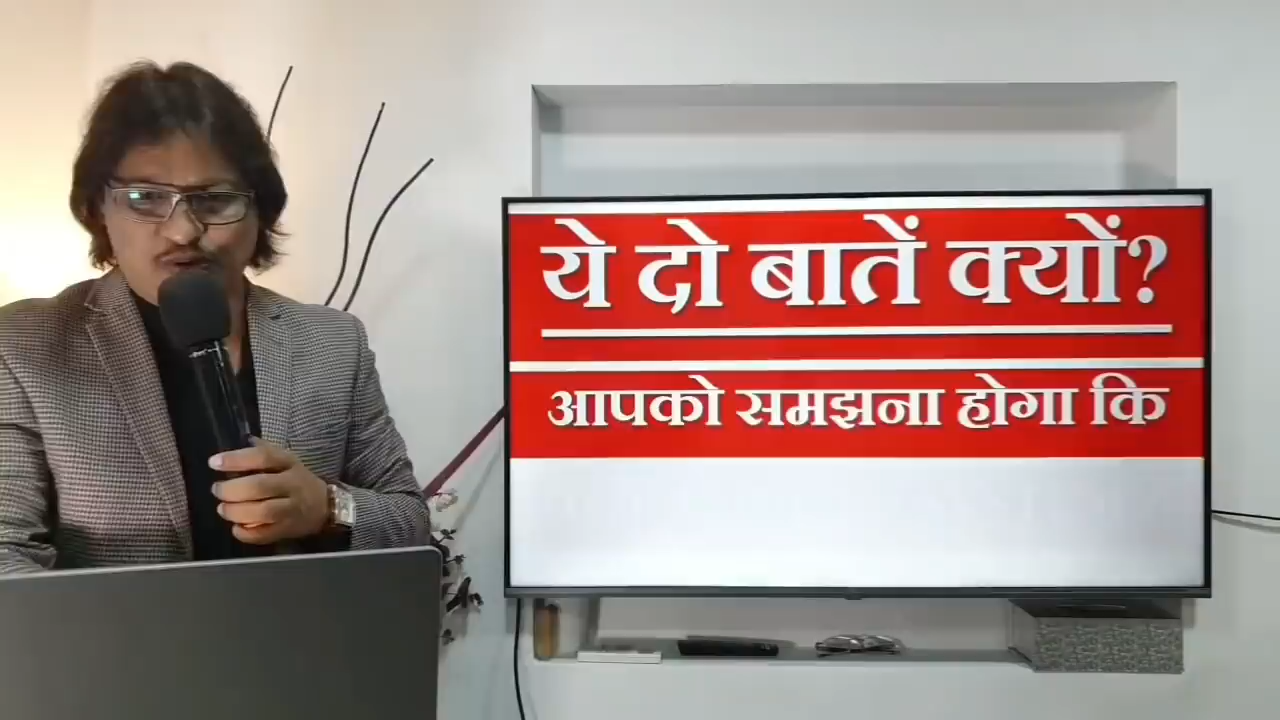 ये दो बातें क्यों?
आपको समझना होगा कि